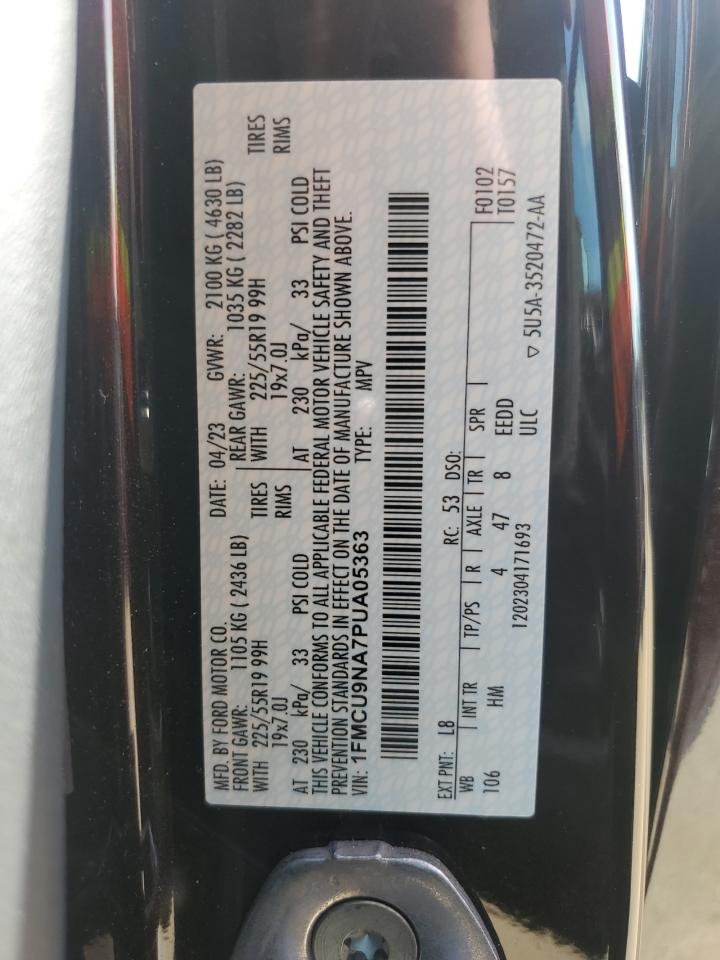 MFD. BY FORD MOTOR CO.
DATE: 04/23 GVWR: 2100 KG ( 4630 LB)
FRONT GAWR: 1105 KG ( 2436 LB) REAR GAWR: 1035 KG ( 2282 LB)
WITH 225/55R19 99H TIRES WITH 225/55R19 99H TIRES
19x7.0J RIMS 19x7.0J RIMS
AT 230 kPa/ 33 PSI COLD AT 230 kPa/ 33 PSI COLD
THIS VEHICLE CONFORMS TO ALL APPLICABLE FEDERAL MOTOR VEHICLE SAFETY AND THEFT
PREVENTION STANDARDS IN EFFECT ON THE DATE OF MANUFACTURE SHOWN ABOVE.
VIN: 1FMCU9NA7PUA05363 TYPE: MPV
EXT PNT: L8 RC: 53 DSO: F0102
WB INT TR TP/PS R AXLE TR SPR T0157
106 HM 4 47 8 EEDD
ULC
1202304171693
▽ 5U5A-3520472-AA